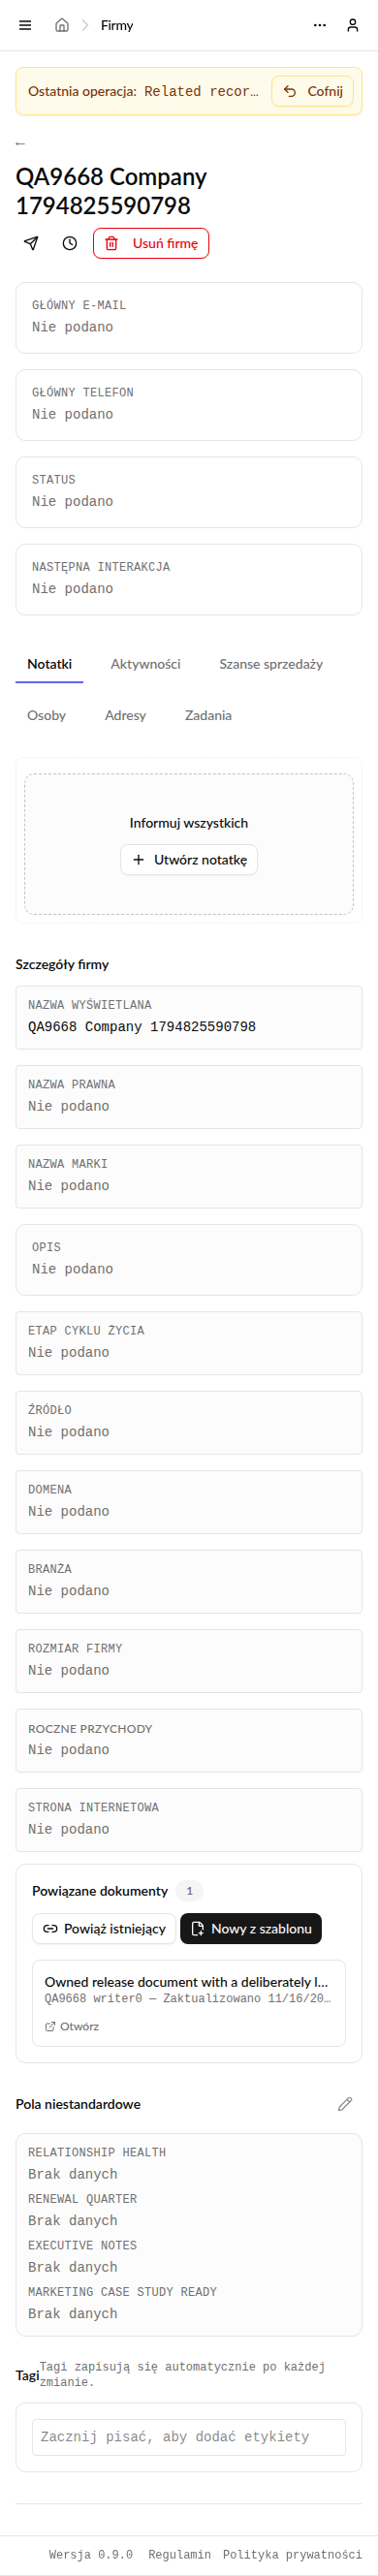 Firmy
Ostatnia operacja: Related recor… Cofnij
←
QA9668 Company
1794825590798
Usuń firmę
GŁÓWNY E-MAIL
Nie podano
GŁÓWNY TELEFON
Nie podano
STATUS
Nie podano
NASTĘPNA INTERAKCJA
Nie podano
Notatki Aktywności Szanse sprzedaży
Osoby Adresy Zadania
Informuj wszystkich
Utwórz notatkę
Szczegóły firmy
NAZWA WYŚWIETLANA
QA9668 Company 1794825590798
NAZWA PRAWNA
Nie podano
NAZWA MARKI
Nie podano
OPIS
Nie podano
ETAP CYKLU ŻYCIA
Nie podano
ŹRÓDŁO
Nie podano
DOMENA
Nie podano
BRANŻA
Nie podano
ROZMIAR FIRMY
Nie podano
ROCZNE PRZYCHODY
Nie podano
STRONA INTERNETOWA
Nie podano
Powiązane dokumenty 1
Powiąż istniejący Nowy z szablonu
Owned release document with a deliberately l…
QA9668 writer0 — Zaktualizowano 11/16/20…
Otwórz
Pola niestandardowe
RELATIONSHIP HEALTH
Brak danych
RENEWAL QUARTER
Brak danych
EXECUTIVE NOTES
Brak danych
MARKETING CASE STUDY READY
Brak danych
Tagi Tagi zapisują się automatycznie po każdej
zmianie.
Zacznij pisać, aby dodać etykiety
Wersja 0.9.0 Regulamin Polityka prywatności